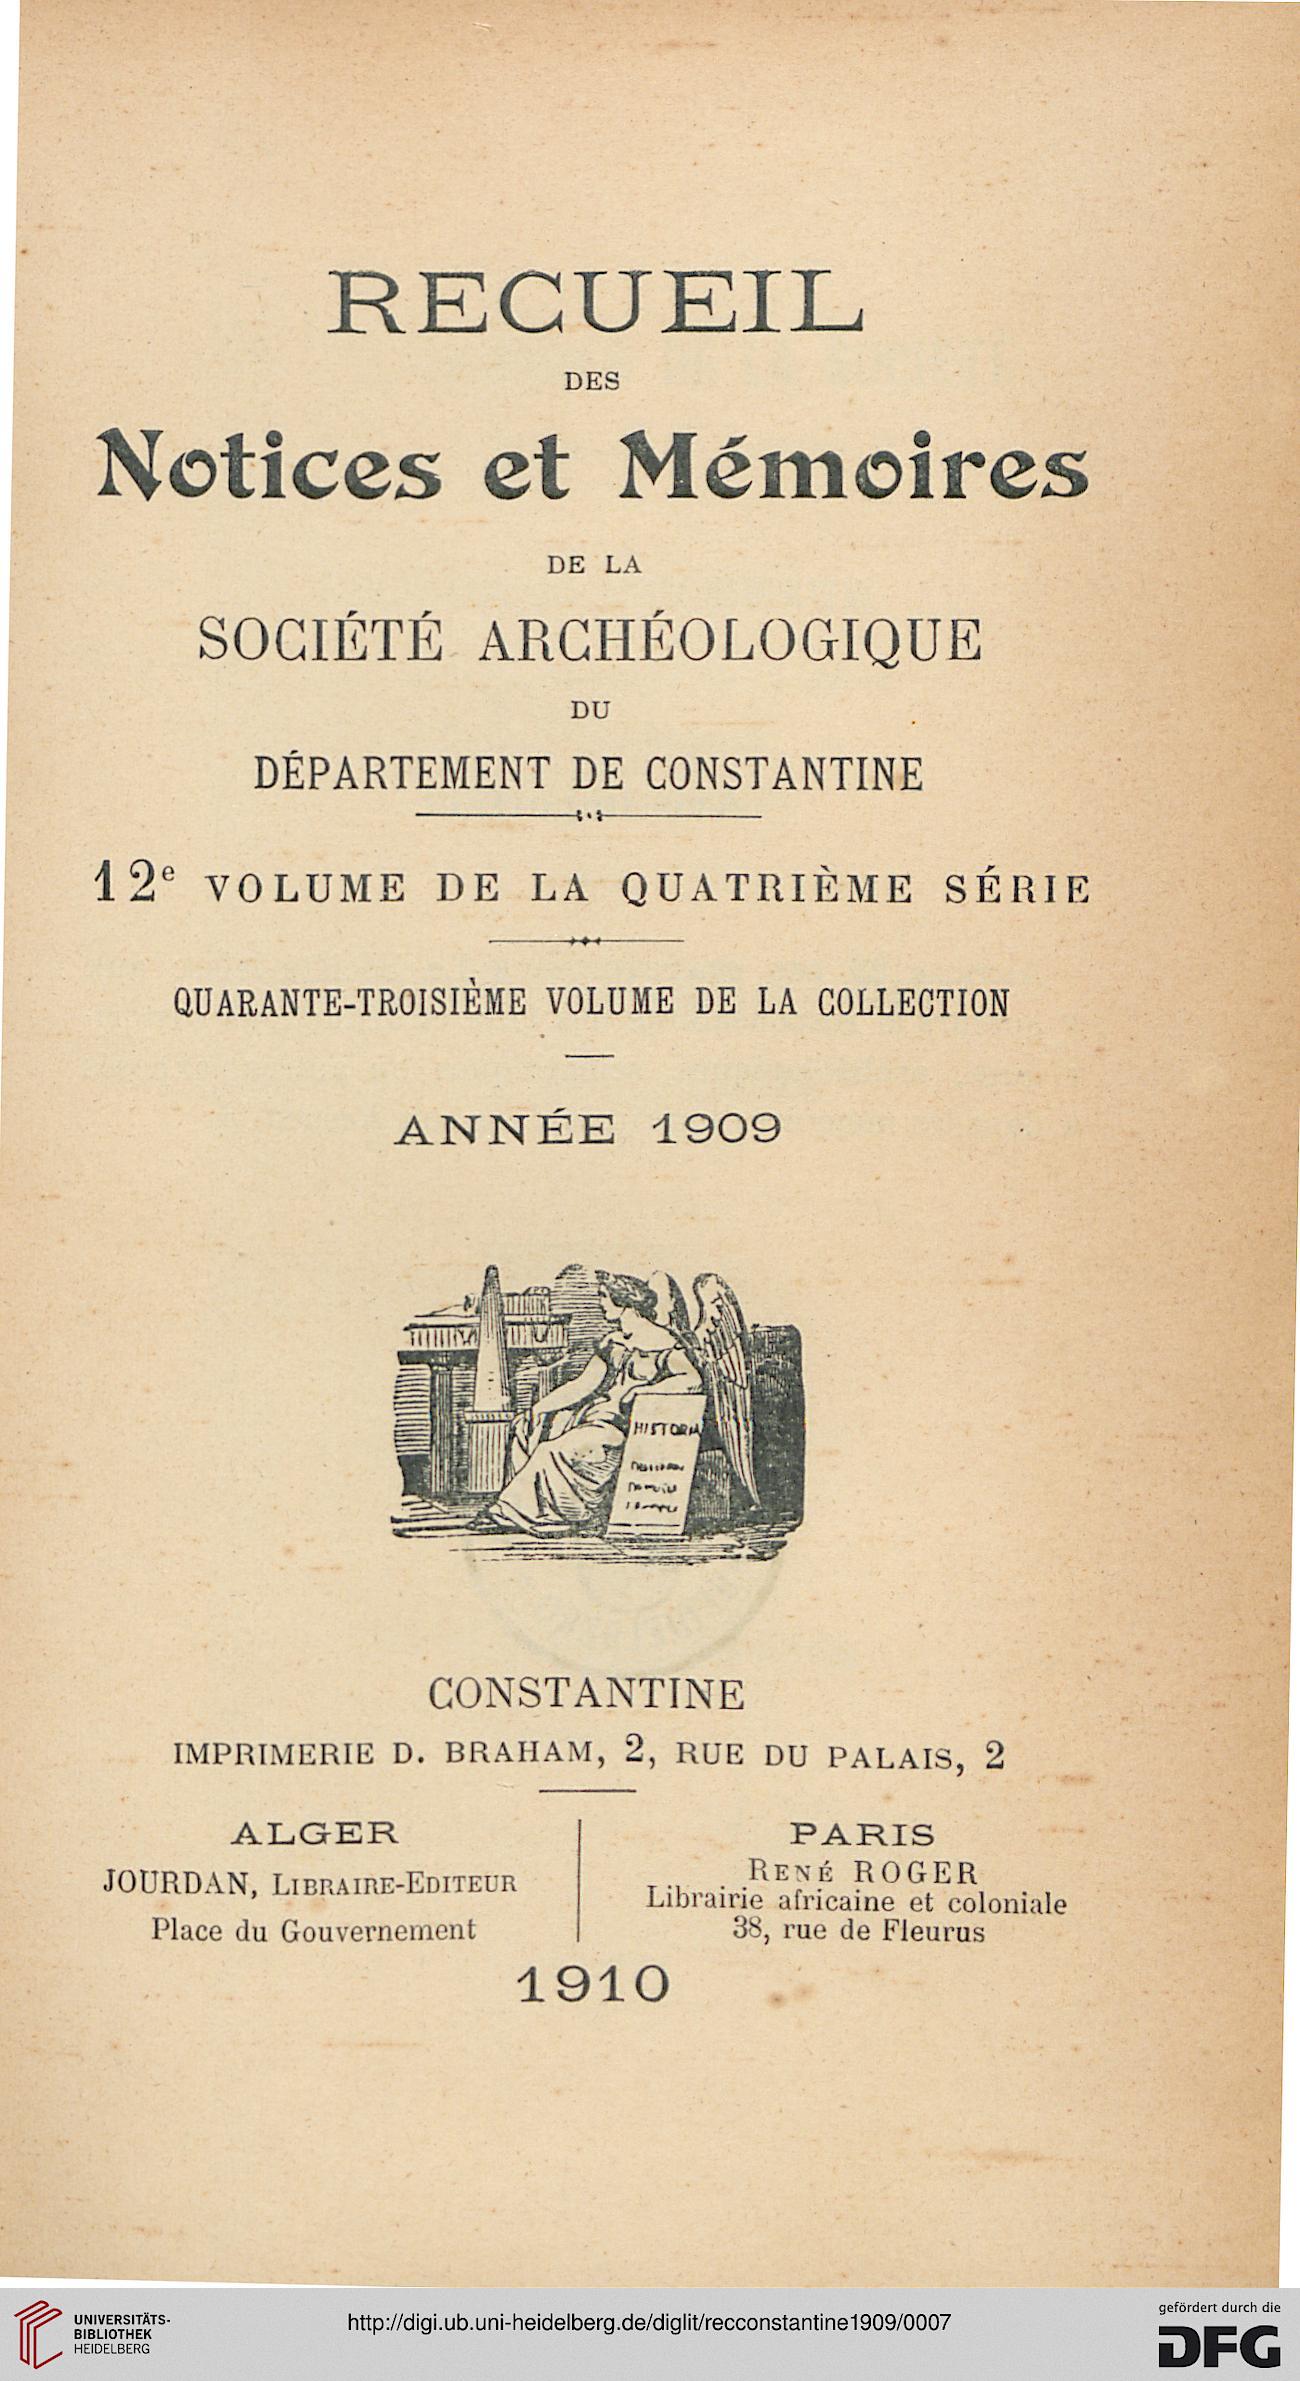 RECUEIL
DES
Notices et Mémoires
DE LA
SOCIÉTÉ ARCHÉOLOGIQUE
DU
DÉPARTEMENT DE CONSTANTINE
12e VOLUME DE LA QUATRIÈME SÉRIE
QUARANTE-TROISIÈME VOLUME DE LA COLLECTION
ANNÉE 1909
HISTORIA
CONSTANTINE
IMPRIMERIE D. BRAHAM, 2, RUE DU PALAIS, 2
ALGER
JOURDAN, LIBRAIRE-EDITEUR
Place du Gouvernement
PARIS
RENÉ ROGER
Librairie africaine et coloniale
38, rue de Fleurus
1910
UNIVERSITÄTS-
BIBLIOTHEK
HEIDELBERG
http://digi.ub.uni-heidelberg.de/diglit/recconstantine1909/0007
gefördert durch die
DFG